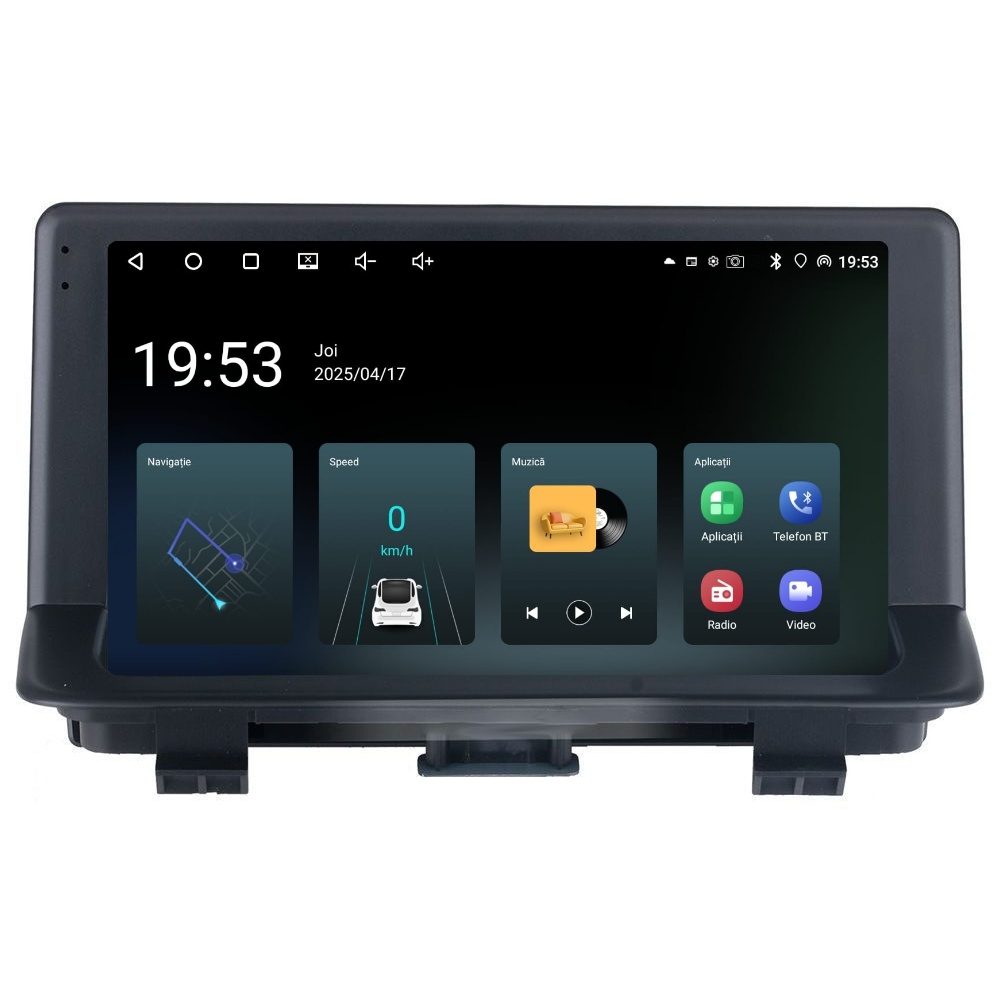 19:53
19:53
Joi
2025/04/17
Navigație
Speed
0
km/h
Muzică
Aplicații
Aplicații
Telefon BT
Radio
Video